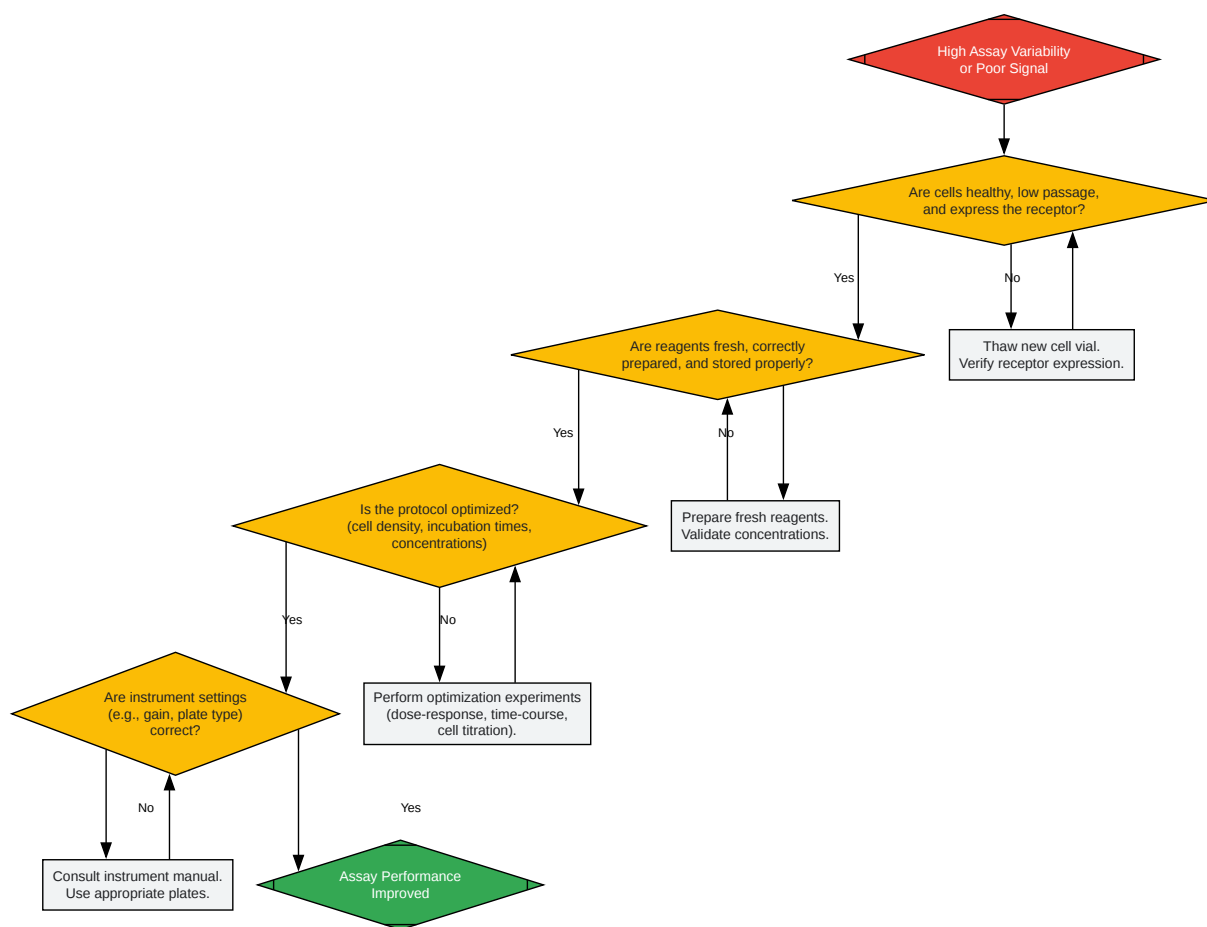 High Assay Variability
or Poor Signal
Are cells healthy, low passage,
and express the receptor?
Yes
No
Thaw new cell vial.
Verify receptor expression.
Are reagents fresh, correctly
prepared, and stored properly?
Yes
No
Prepare fresh reagents.
Validate concentrations.
Is the protocol optimized?
(cell density, incubation times,
concentrations)
Yes
No
Perform optimization experiments
(dose-response, time-course,
cell titration).
Are instrument settings
(e.g., gain, plate type)
correct?
No
Yes
Consult instrument manual.
Use appropriate plates.
Assay Performance
Improved